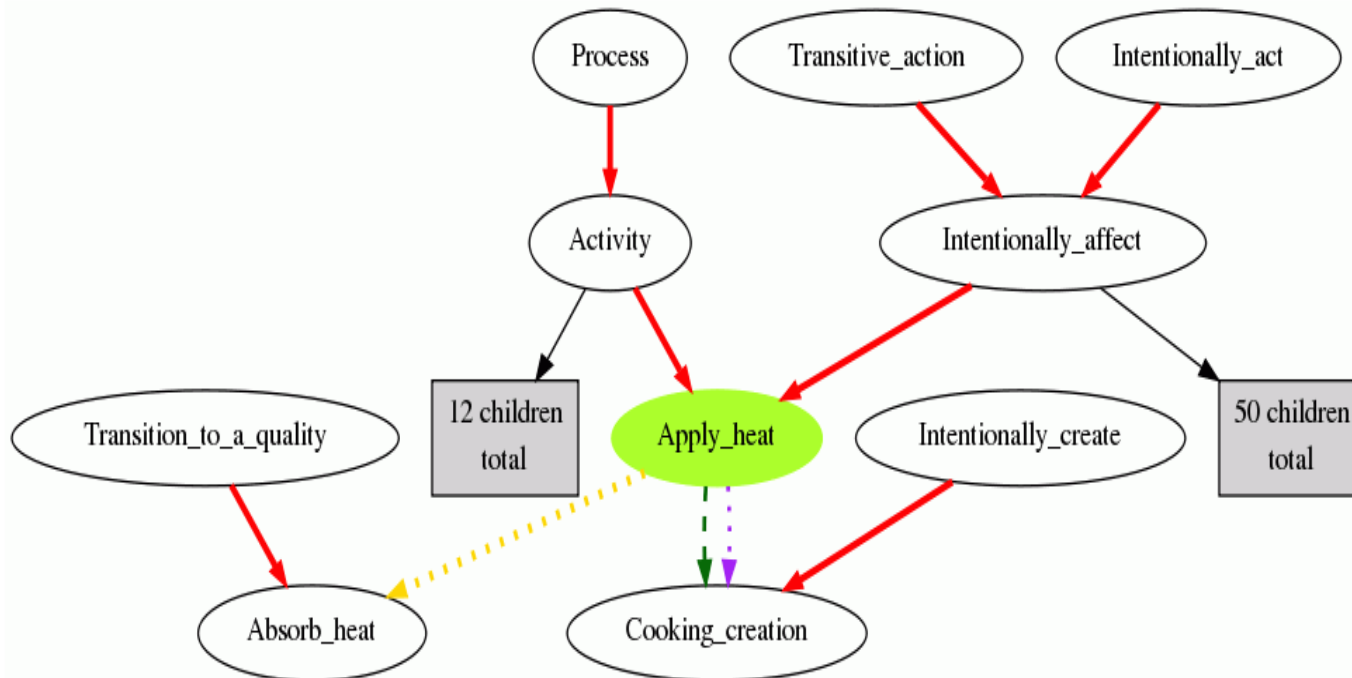 Process
Transitive_action
Intentionally_act
Activity
Intentionally_affect
12 children
total
50 children
total
Transition_to_a_quality
Apply_heat
Intentionally_create
Absorb_heat
Cooking_creation